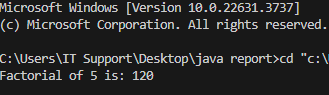 Microsoft Windows [Version 10.0.22631.3737]
(c) Microsoft Corporation. All rights reserved.
C:\Users\IT Support\Desktop\java report>cd "c:\
Factorial of 5 is: 120